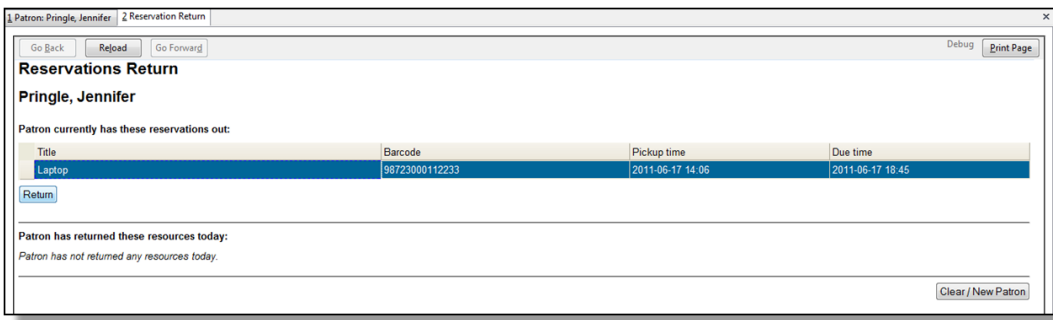 1 Patron: Pringle, Jennifer 2 Reservation Return ×
Go Back Reload Go Forward Debug Print Page
Reservations Return
Pringle, Jennifer
Patron currently has these reservations out:
Title Barcode Pickup time Due time
Laptop 98723000112233 2011-06-17 14:06 2011-06-17 18:45
Return
Patron has returned these resources today:
Patron has not returned any resources today.
Clear / New Patron